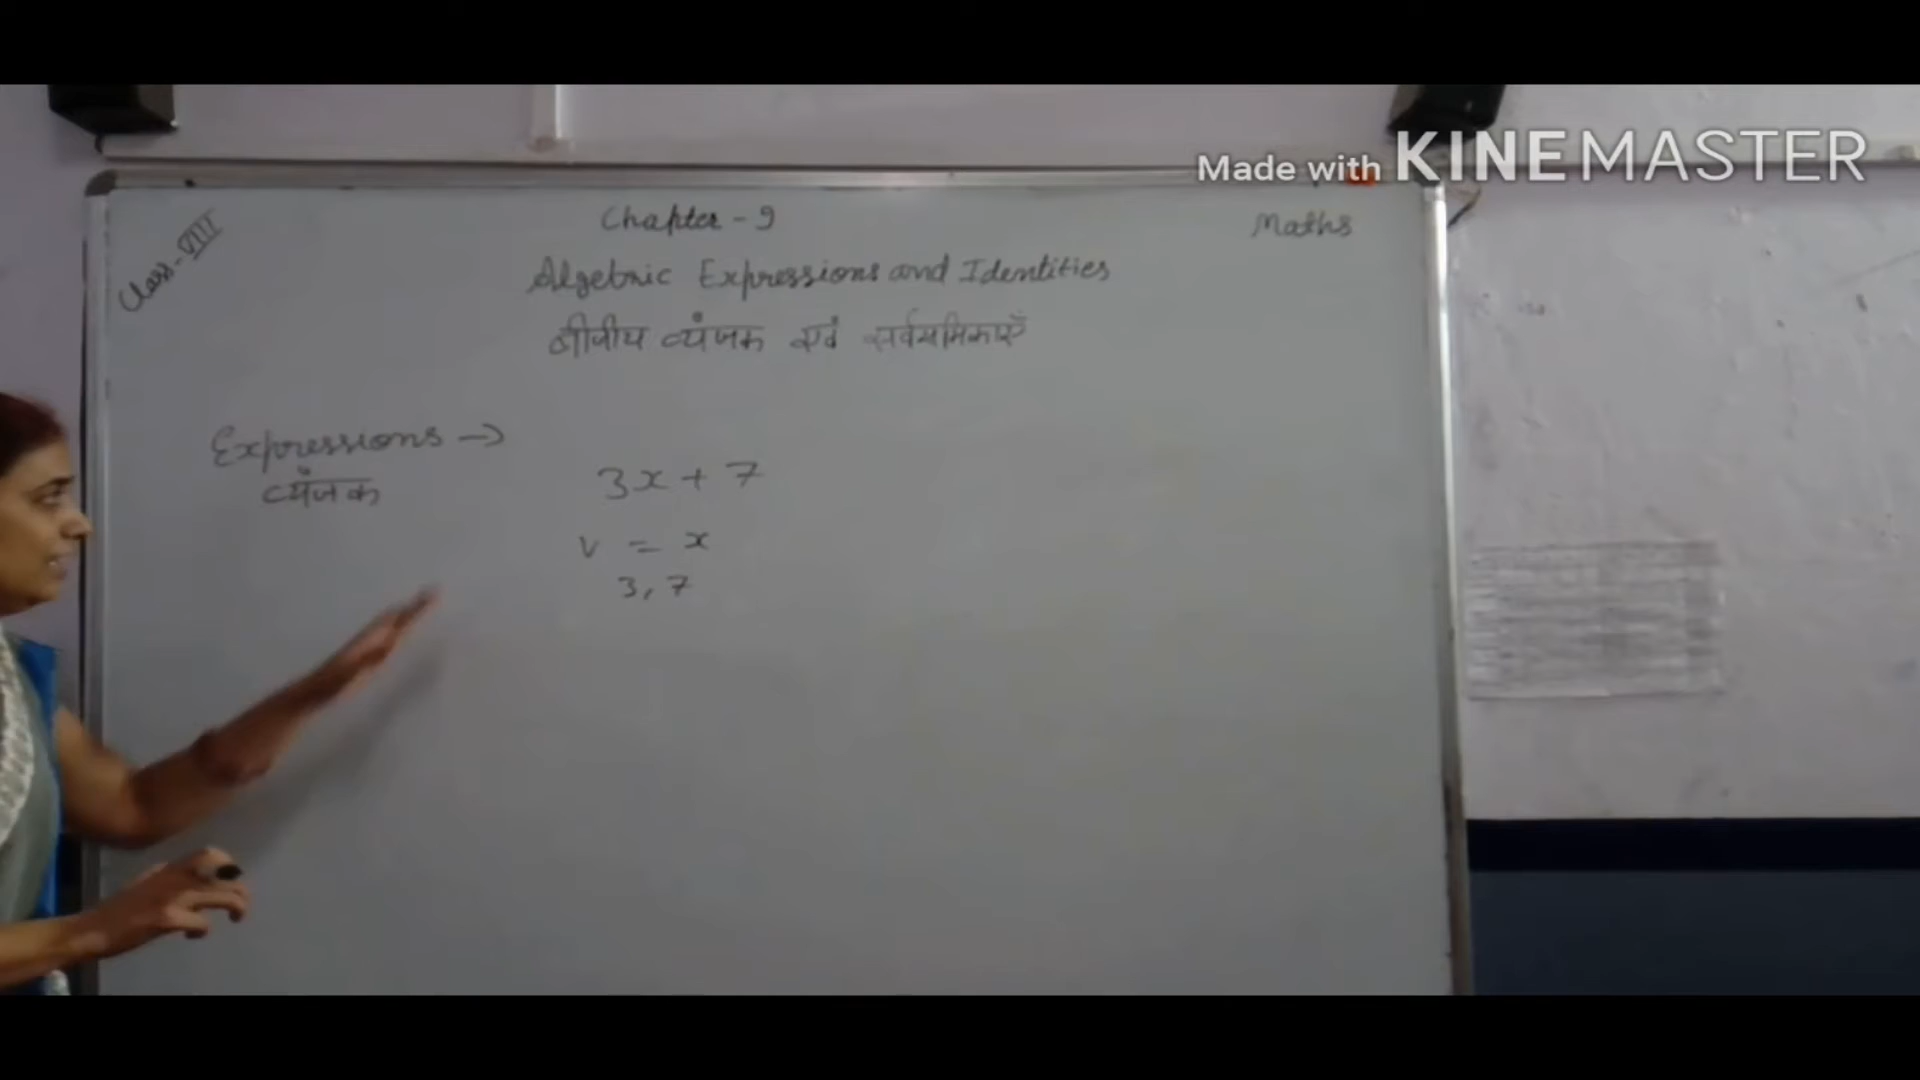 Made with KINEMASTER
Class-VIII
Chapter - 9
Maths
Algebric Expressions and Identities
बीजीय व्यंजक एवं सर्वसमिकाएँ
Expressions →
व्यंजक
3x + 7
v = x
3, 7